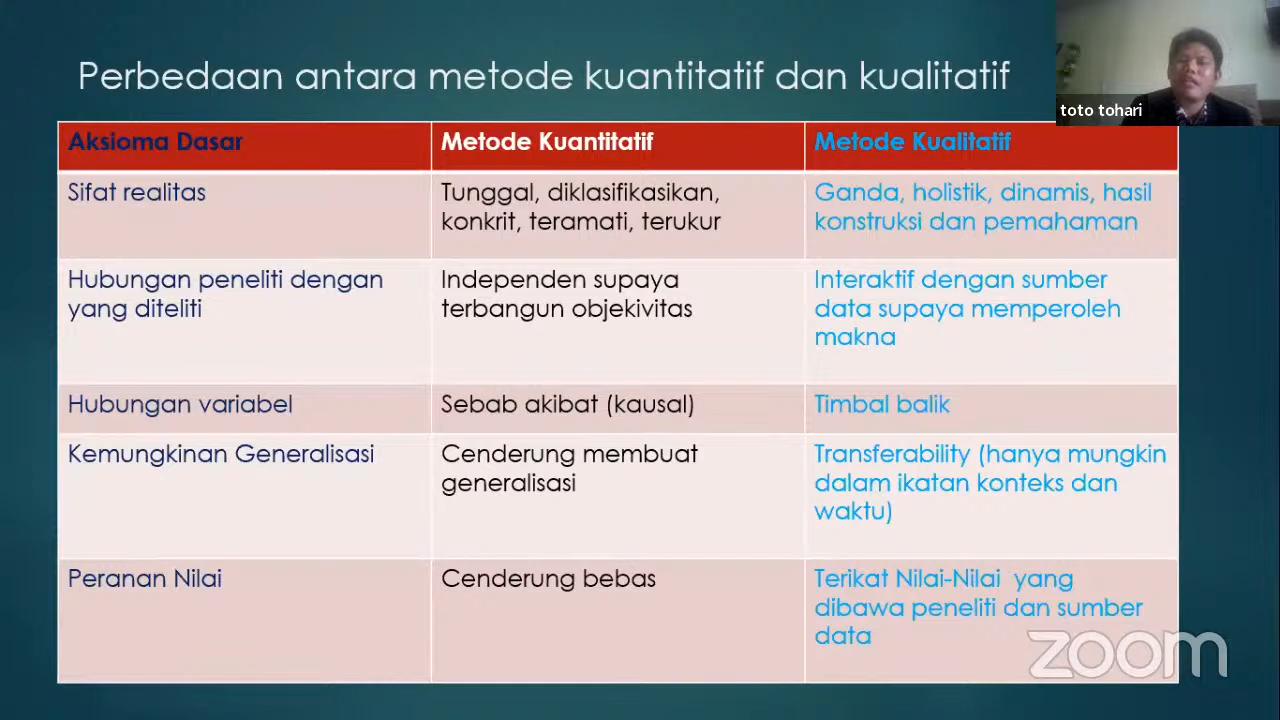 Perbedaan antara metode kuantitatif dan kualitatif
toto tohari
Aksioma Dasar
Metode Kuantitatif
Metode Kualitatif
Sifat realitas
Tunggal, diklasifikasikan,
konkrit, teramati, terukur
Ganda, holistik, dinamis, hasil
konstruksi dan pemahaman
Hubungan peneliti dengan
yang diteliti
Independen supaya
terbangun objekivitas
Interaktif dengan sumber
data supaya memperoleh
makna
Hubungan variabel
Sebab akibat (kausal)
Timbal balik
Kemungkinan Generalisasi
Cenderung membuat
generalisasi
Transferability (hanya mungkin
dalam ikatan konteks dan
waktu)
Peranan Nilai
Cenderung bebas
Terikat Nilai-Nilai yang
dibawa peneliti dan sumber
data
zoom